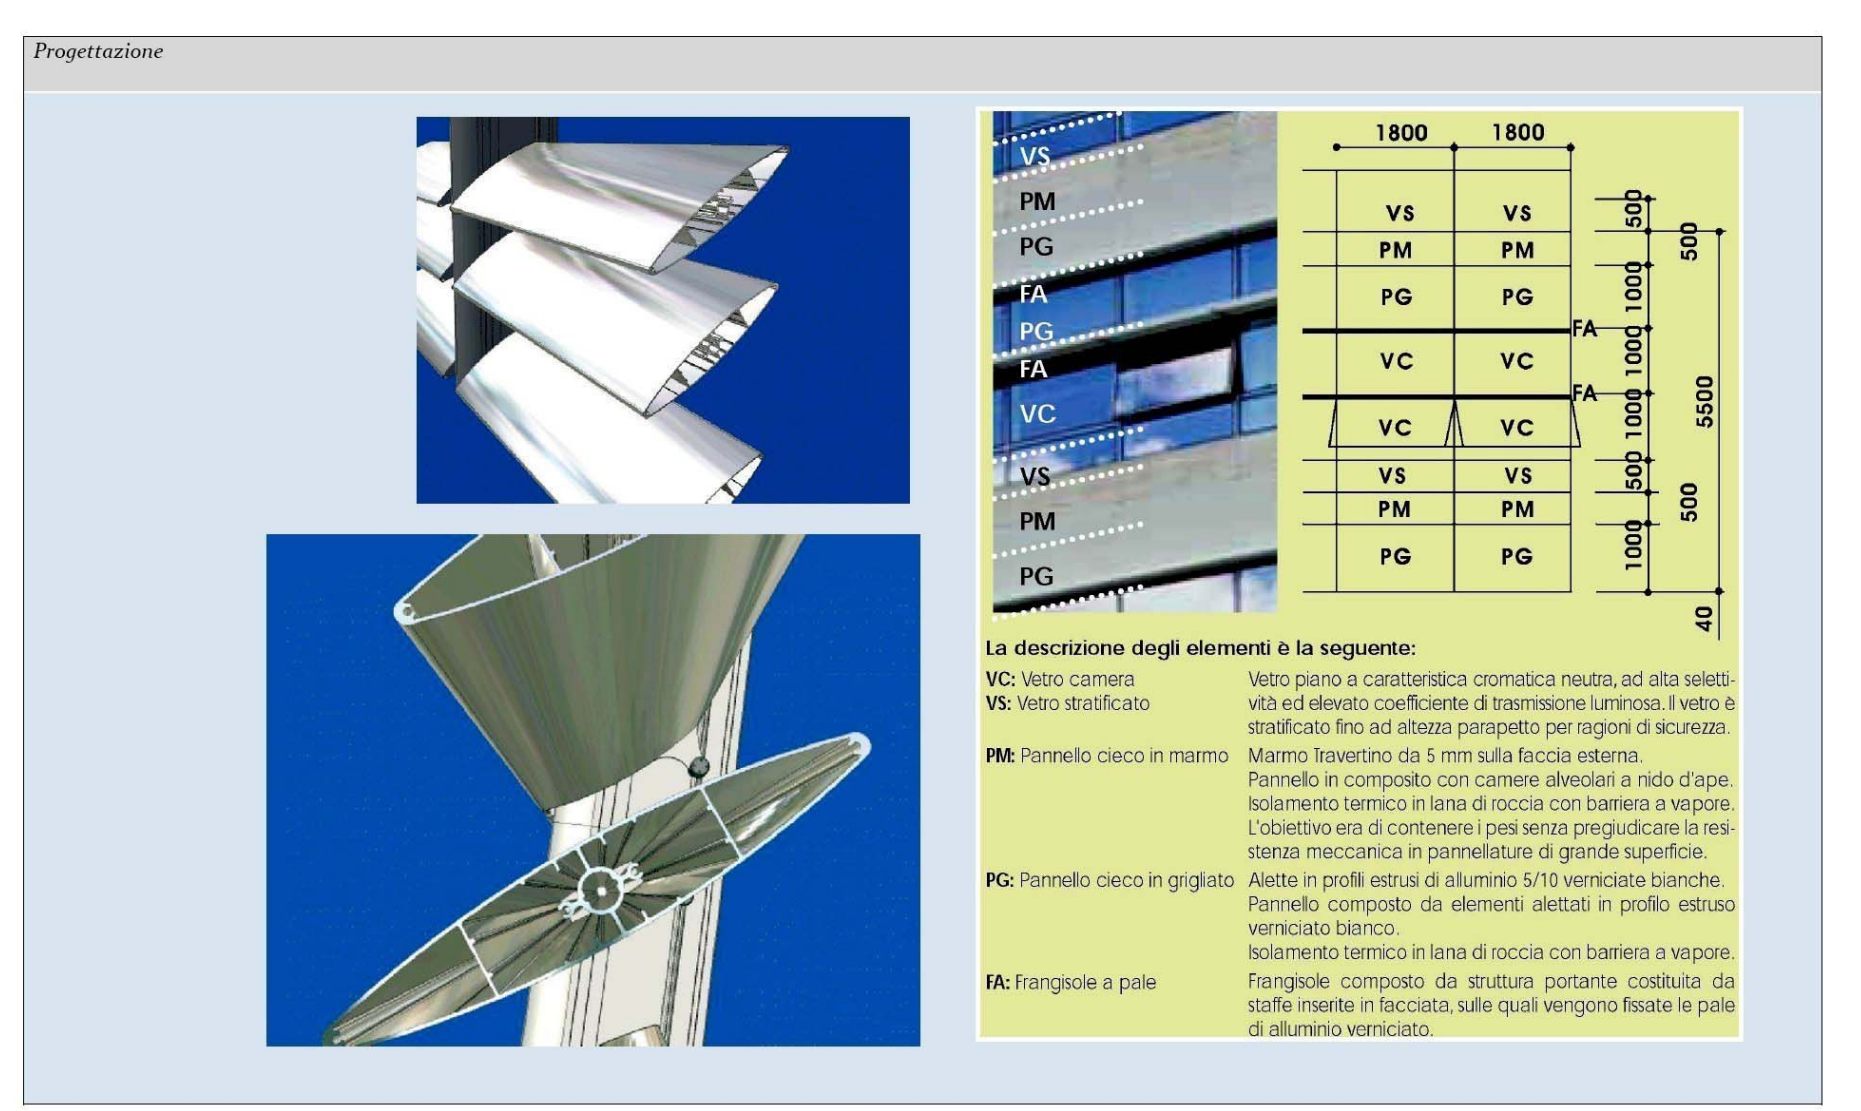 Progettazione
VS
PM
PG
FA
PG
FA
VC
VS
PM
PG
1800 1800
VS VS
PM PM
PG PG
FA
VC VC
FA
VC VC
VS VS
PM PM
PG PG
500
500
1000
1000
1000
500
500
1000
5500
40
La descrizione degli elementi è la seguente:
VC: Vetro camera Vetro piano a caratteristica cromatica neutra, ad alta seletti-
VS: Vetro stratificato vità ed elevato coefficiente di trasmissione luminosa. Il vetro è
stratificato fino ad altezza parapetto per ragioni di sicurezza.
PM: Pannello cieco in marmo Marmo Travertino da 5 mm sulla faccia esterna.
Pannello in composito con camere alveolari a nido d'ape.
Isolamento termico in lana di roccia con barriera a vapore.
L'obiettivo era di contenere i pesi senza pregiudicare la resi-
stenza meccanica in pannellature di grande superficie.
PG: Pannello cieco in grigliato Alette in profili estrusi di alluminio 5/10 verniciate bianche.
Pannello composto da elementi alettati in profilo estruso
verniciato bianco.
Isolamento termico in lana di roccia con barriera a vapore.
FA: Frangisole a pale Frangisole composto da struttura portante costituita da
staffe inserite in facciata, sulle quali vengono fissate le pale
di alluminio verniciato.